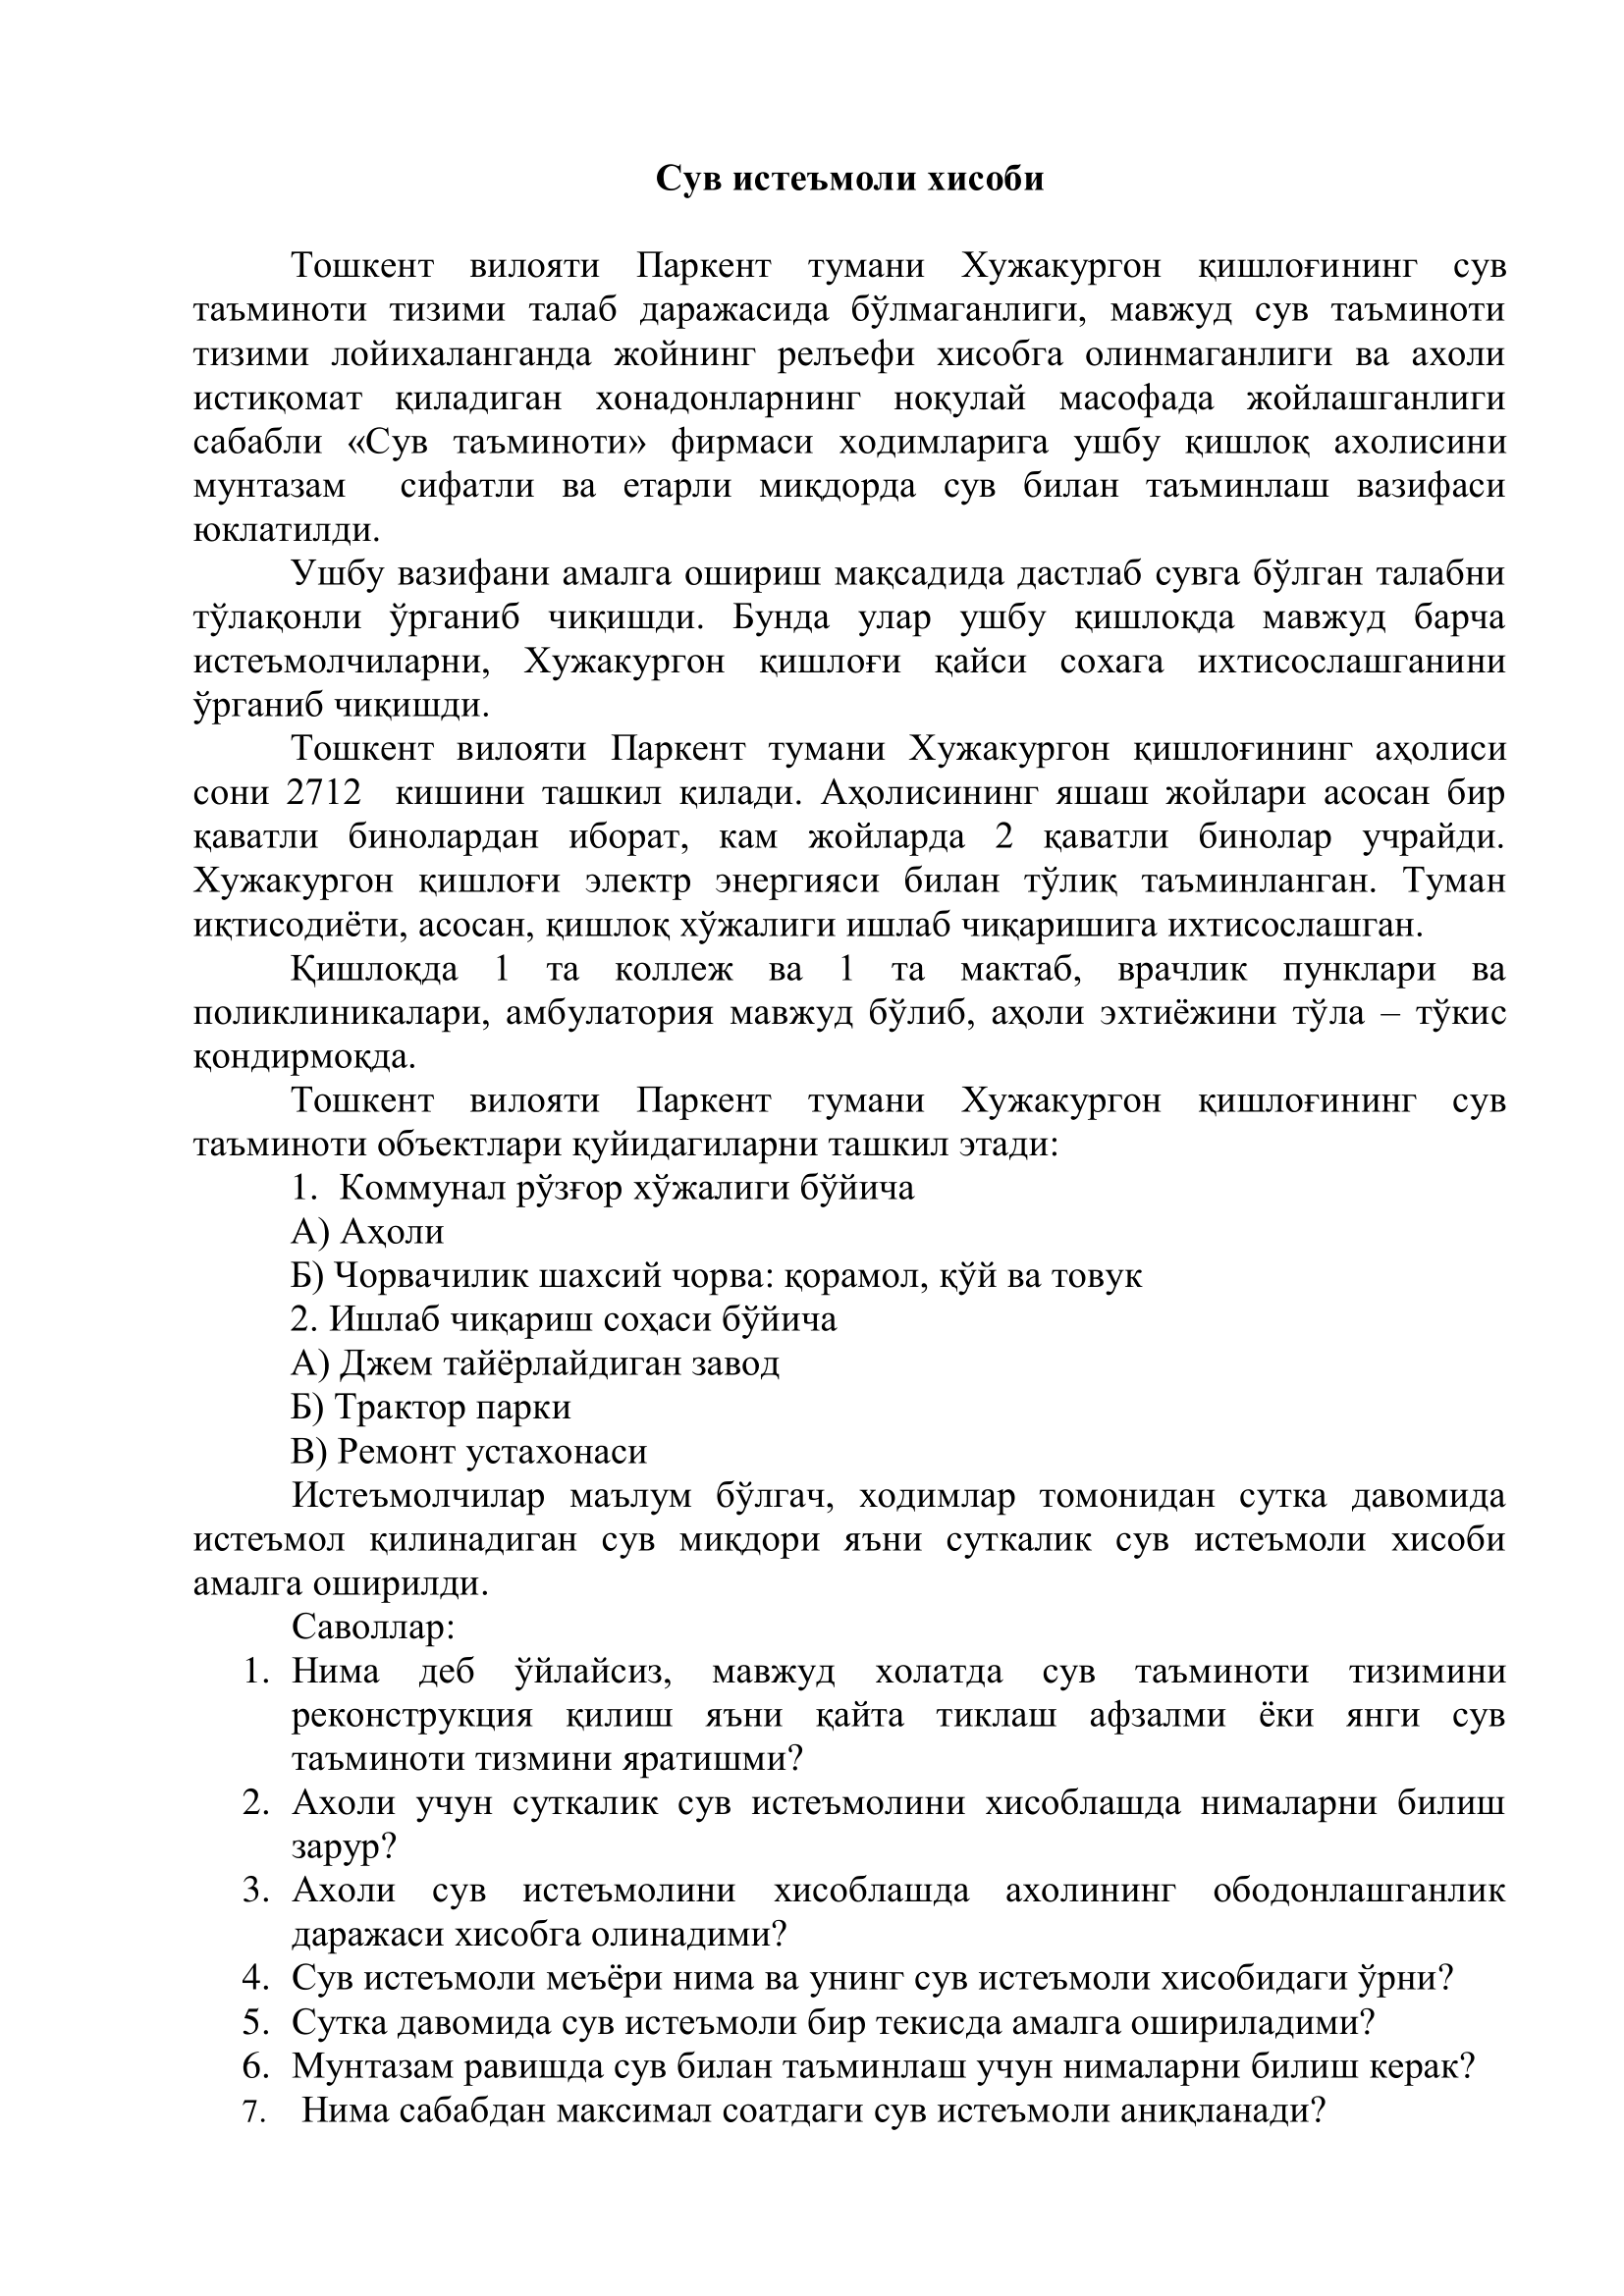 Сув истеъмоли хисоби
Тошкент вилояти Паркент тумани Хужакургон қишлоғининг сув
таъминоти тизими талаб даражасида бўлмаганлиги, мавжуд сув таъминоти
тизими лойихаланганда жойнинг релъефи хисобга олинмаганлиги ва ахоли
истиқомат қиладиган хонадонларнинг ноқулай масофада жойлашганлиги
сабабли «Сув таъминоти» фирмаси ходимларига ушбу қишлоқ ахолисини
мунтазам сифатли ва етарли миқдорда сув билан таъминлаш вазифаси
юклатилди.
Ушбу вазифани амалга ошириш мақсадида дастлаб сувга бўлган талабни
тўлақонли ўрганиб чиқишди. Бунда улар ушбу қишлоқда мавжуд барча
истеъмолчиларни, Хужакургон қишлоғи қайси сохага ихтисослашганини
ўрганиб чиқишди.
Тошкент вилояти Паркент тумани Хужакургон қишлоғининг аҳолиси
сони 2712 кишини ташкил қилади. Аҳолисининг яшаш жойлари асосан бир
қаватли бинолардан иборат, кам жойларда 2 қаватли бинолар учрайди.
Хужакургон қишлоғи электр энергияси билан тўлиқ таъминланган. Туман
иқтисодиёти, асосан, қишлоқ хўжалиги ишлаб чиқаришига ихтисослашган.
Қишлоқда 1 та коллеж ва 1 та мактаб, врачлик пунклари ва
поликлиникалари, амбулатория мавжуд бўлиб, аҳоли эхтиёжини тўла – тўкис
қондирмоқда.
Тошкент вилояти Паркент тумани Хужакургон қишлоғининг сув
таъминоти объектлари қуйидагиларни ташкил этади:
1. Коммунал рўзғор хўжалиги бўйича
А) Аҳоли
Б) Чорвачилик шахсий чорва: қорамол, қўй ва товук
2. Ишлаб чиқариш соҳаси бўйича
А) Джем тайёрлайдиган завод
Б) Трактор парки
В) Ремонт устахонаси
Истеъмолчилар маълум бўлгач, ходимлар томонидан сутка давомида
истеъмол қилинадиган сув миқдори яъни суткалик сув истеъмоли хисоби
амалга оширилди.
Саволлар:
1. Нима деб ўйлайсиз, мавжуд холатда сув таъминоти тизимини
реконструкция қилиш яъни қайта тиклаш афзалми ёки янги сув
таъминоти тизмини яратишми?
2. Ахоли учун суткалик сув истеъмолини хисоблашда нималарни билиш
зарур?
3. Ахоли сув истеъмолини хисоблашда ахолининг ободонлашганлик
даражаси хисобга олинадими?
4. Сув истеъмоли меъёри нима ва унинг сув истеъмоли хисобидаги ўрни?
5. Сутка давомида сув истеъмоли бир текисда амалга ошириладими?
6. Мунтазам равишда сув билан таъминлаш учун нималарни билиш керак?
7. Нима сабабдан максимал соатдаги сув истеъмоли аниқланади?